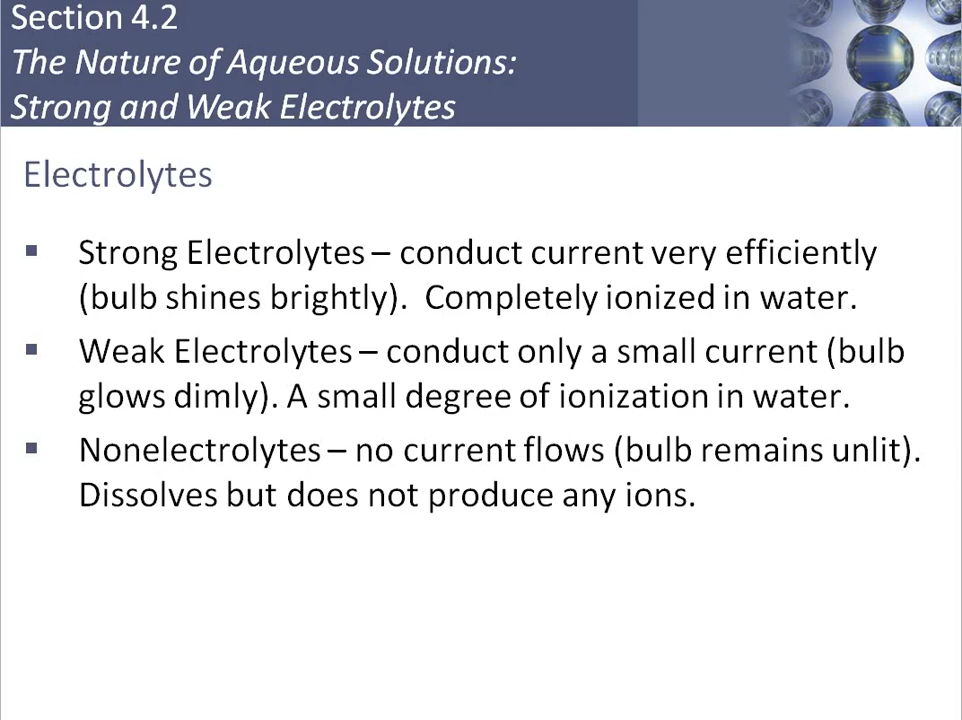 Section 4.2
The Nature of Aqueous Solutions:
Strong and Weak Electrolytes
Electrolytes
▪ Strong Electrolytes – conduct current very efficiently
(bulb shines brightly).  Completely ionized in water.
▪ Weak Electrolytes – conduct only a small current (bulb
glows dimly). A small degree of ionization in water.
▪ Nonelectrolytes – no current flows (bulb remains unlit).
Dissolves but does not produce any ions.